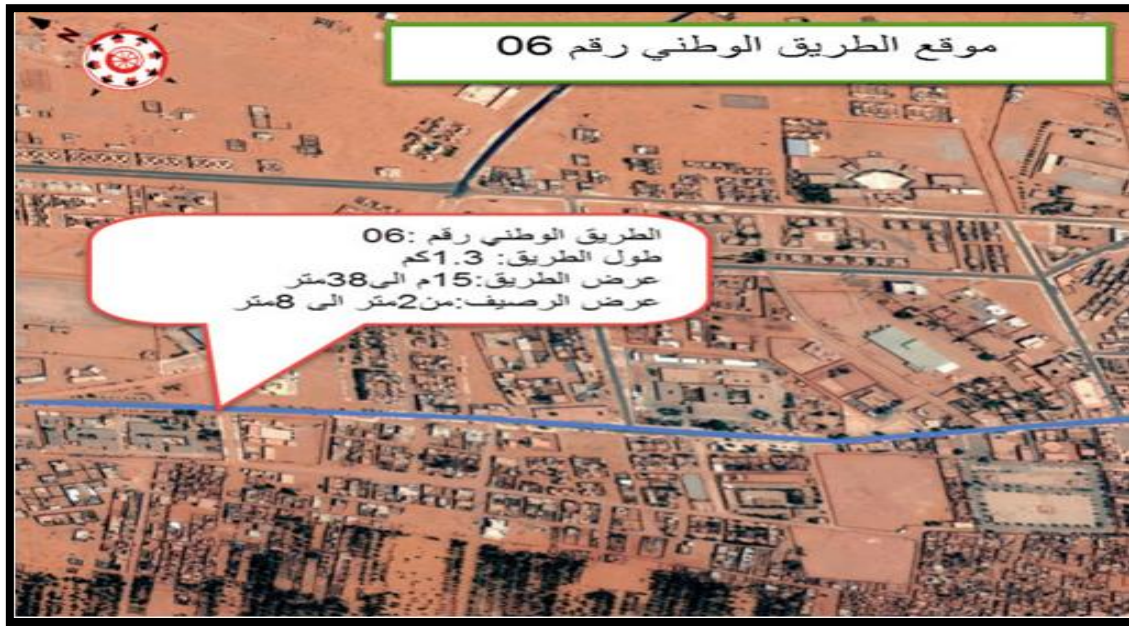 N
موقع الطريق الوطني رقم 06
الطريق الوطني رقم :06
طول الطريق: 1.3كم
عرض الطريق:15م الى38متر
عرض الرصيف:من2متر الى 8متر